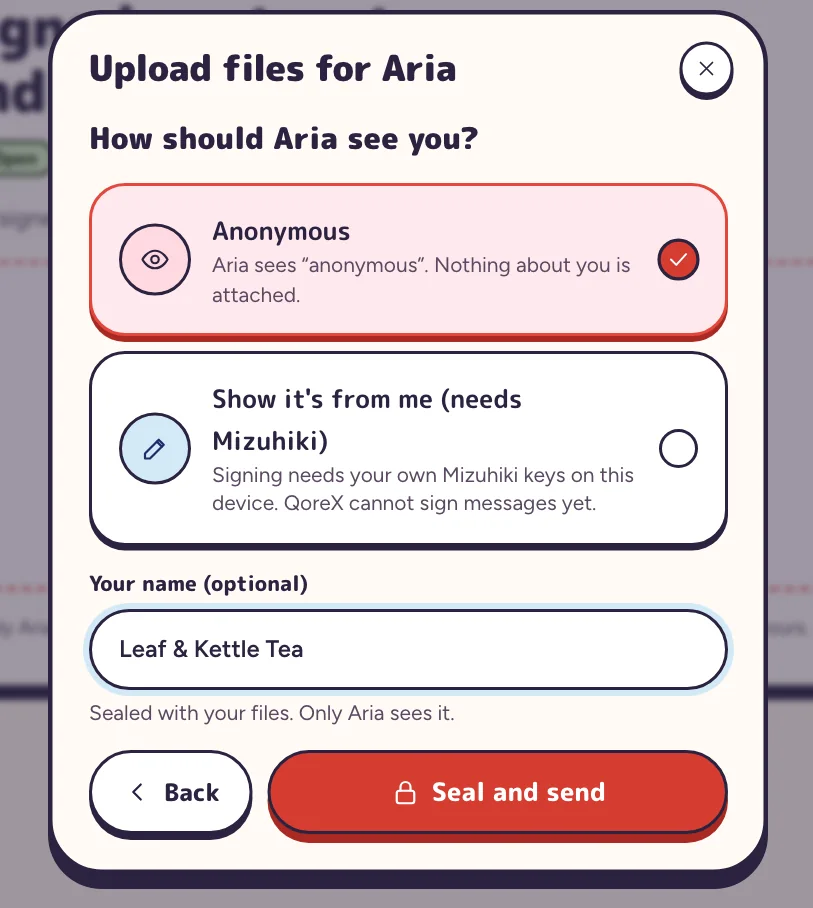 Upload files for Aria
How should Aria see you?
Anonymous
Aria sees “anonymous”. Nothing about you is
attached.
Show it's from me (needs
Mizuhiki)
Signing needs your own Mizuhiki keys on this
device. QoreX cannot sign messages yet.
Your name (optional)
Leaf & Kettle Tea
Sealed with your files. Only Aria sees it.
Back
Seal and send